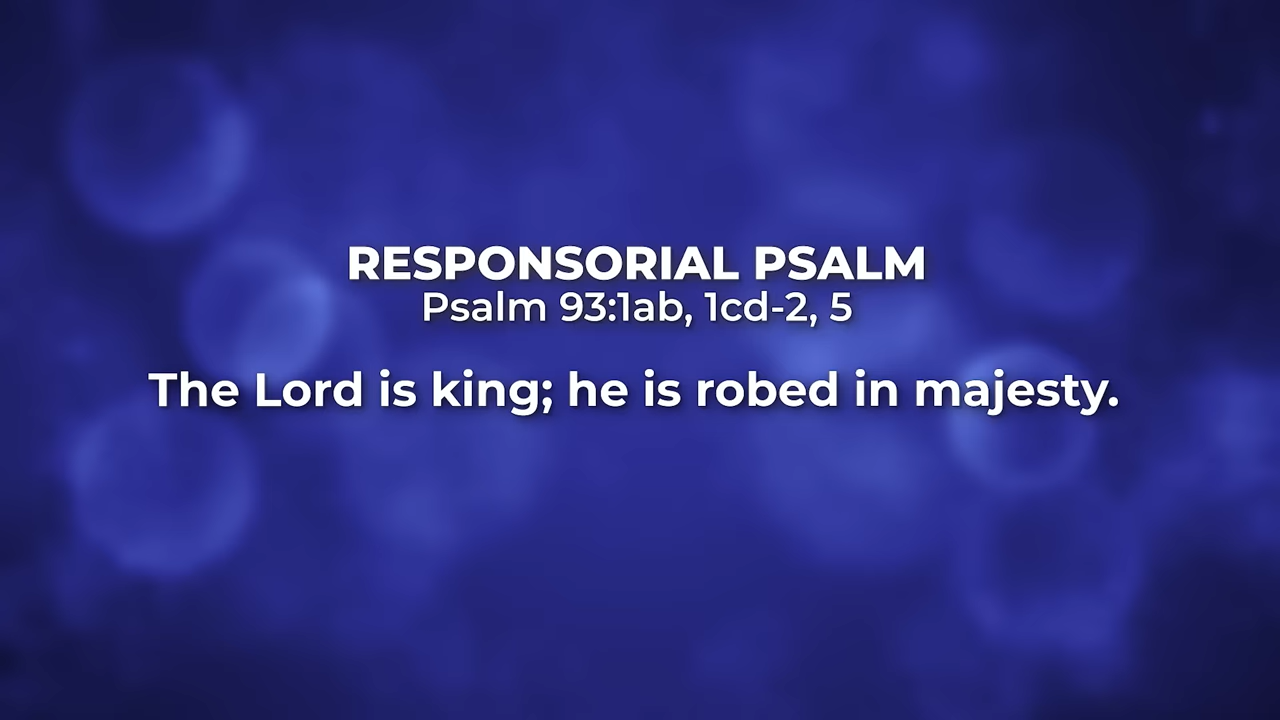 RESPONSORIAL PSALM
Psalm 93:1ab, 1cd-2, 5
The Lord is king; he is robed in majesty.